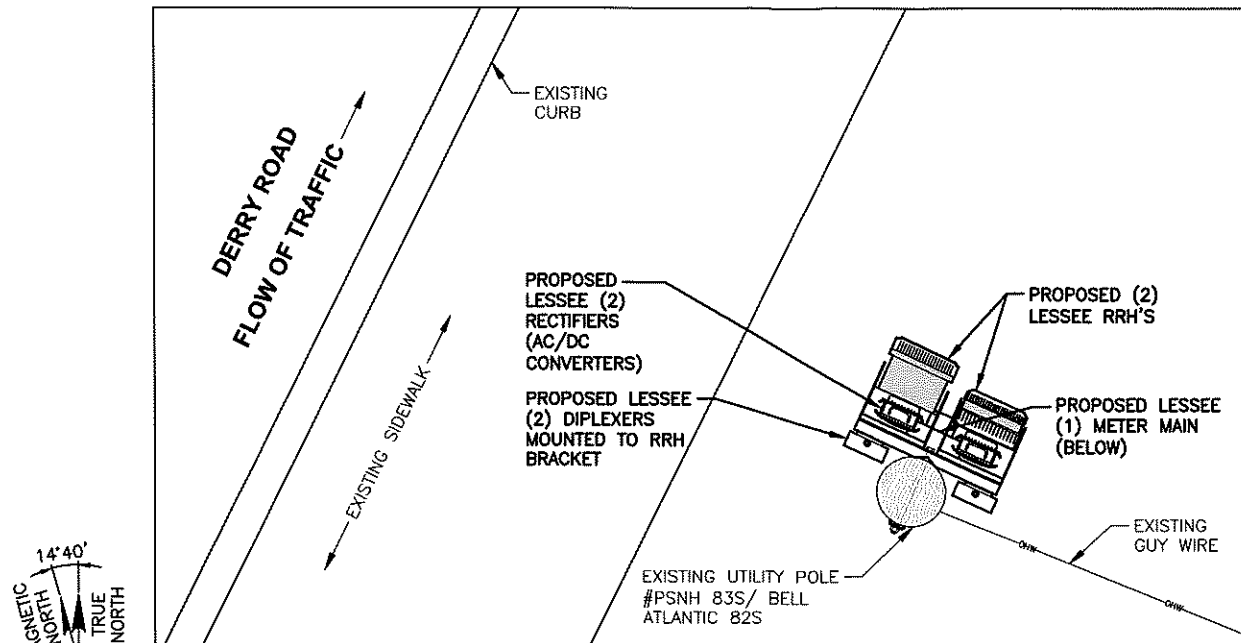 EXISTING
CURB
DERRY ROAD
FLOW OF TRAFFIC
EXISTING SIDEWALK
PROPOSED
LESSEE (2)
RECTIFIERS
(AC/DC
CONVERTERS)
PROPOSED LESSEE
(2) DIPLEXERS
MOUNTED TO RRH
BRACKET
PROPOSED (2)
LESSEE RRH'S
PROPOSED LESSEE
(1) METER MAIN
(BELOW)
EXISTING
GUY WIRE
OHW
OHW
EXISTING UTILITY POLE
#PSNH 83S/ BELL
ATLANTIC 82S
14°40'
NORTH
TRUE
NORTH